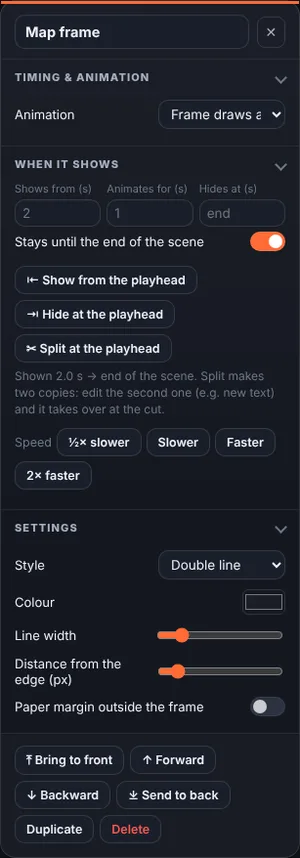 Map frame
TIMING & ANIMATION
Animation Frame draws a
WHEN IT SHOWS
Shows from (s) Animates for (s) Hides at (s)
2 1 end
Stays until the end of the scene
⇤ Show from the playhead
⇥ Hide at the playhead
✂ Split at the playhead
Shown 2.0 s → end of the scene. Split makes
two copies: edit the second one (e.g. new text)
and it takes over at the cut.
Speed ½× slower Slower Faster
2× faster
SETTINGS
Style Double line
Colour
Line width
Distance from the
edge (px)
Paper margin outside the frame
⤒ Bring to front ↑ Forward
↓ Backward ⤓ Send to back
Duplicate Delete